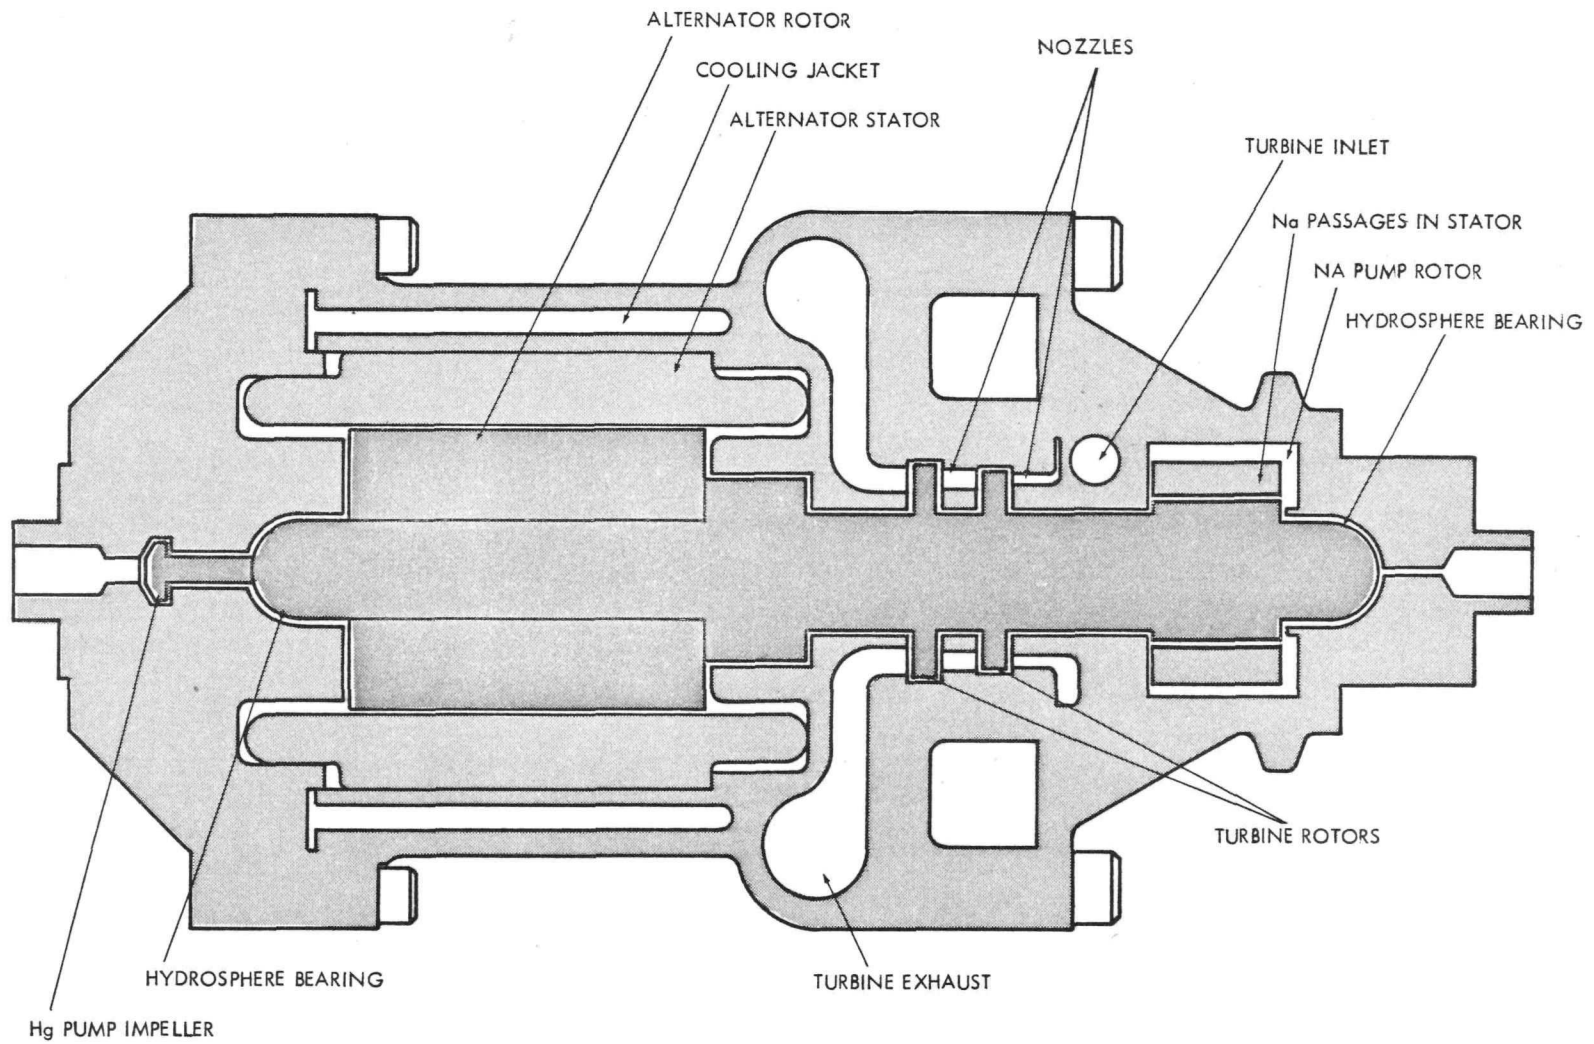 ALTERNATOR ROTOR
NOZZLES
COOLING JACKET
ALTERNATOR STATOR
TURBINE INLET
Na PASSAGES IN STATOR
NA PUMP ROTOR
HYDROSPHERE BEARING
TURBINE ROTORS
HYDROSPHERE BEARING
TURBINE EXHAUST
Hg PUMP IMPELLER